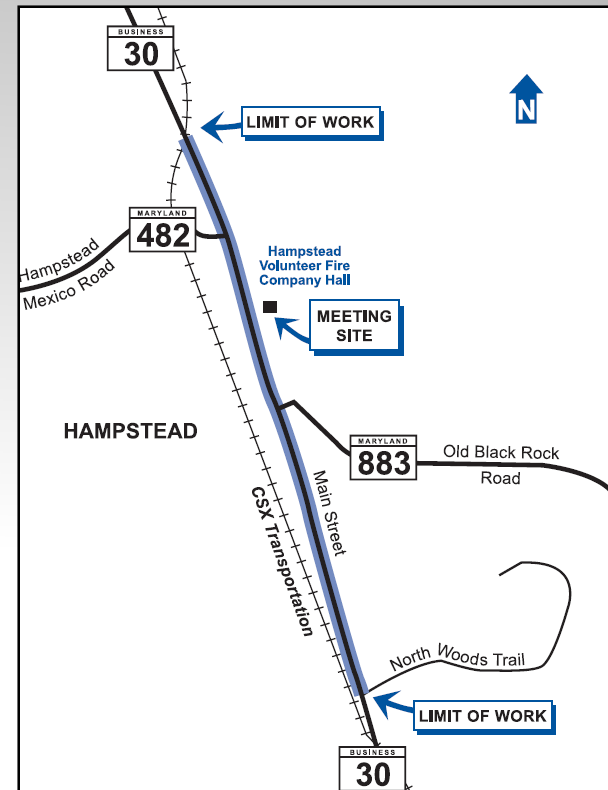 BUSINESS
30
N
LIMIT OF WORK
MARYLAND
482
Hampstead
Mexico Road
Hampstead
Volunteer Fire
Company Hall
MEETING
SITE
HAMPSTEAD
MARYLAND
883
Old Black Rock
Road
Main Street
CSX Transportation
North Woods Trail
LIMIT OF WORK
BUSINESS
30